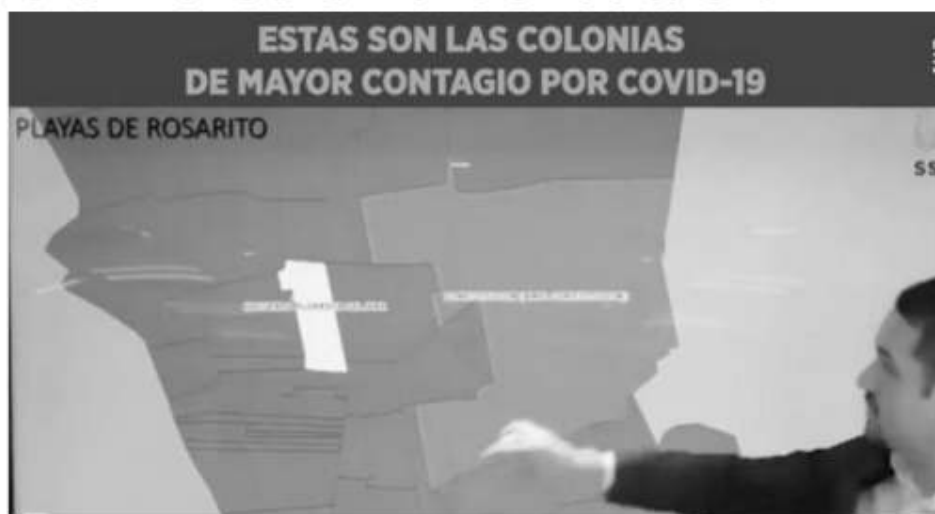 ESTAS SON LAS COLONIAS
DE MAYOR CONTAGIO POR COVID-19
PLAYAS DE ROSARITO